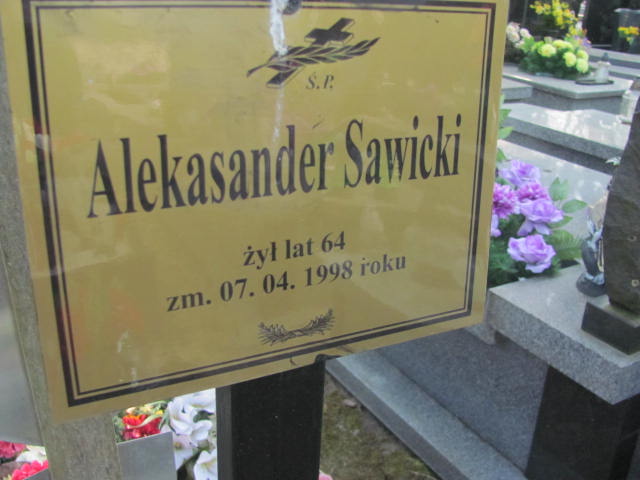 Ś.P.
Alekasander Sawicki
żył lat 64
zm. 07. 04. 1998 roku